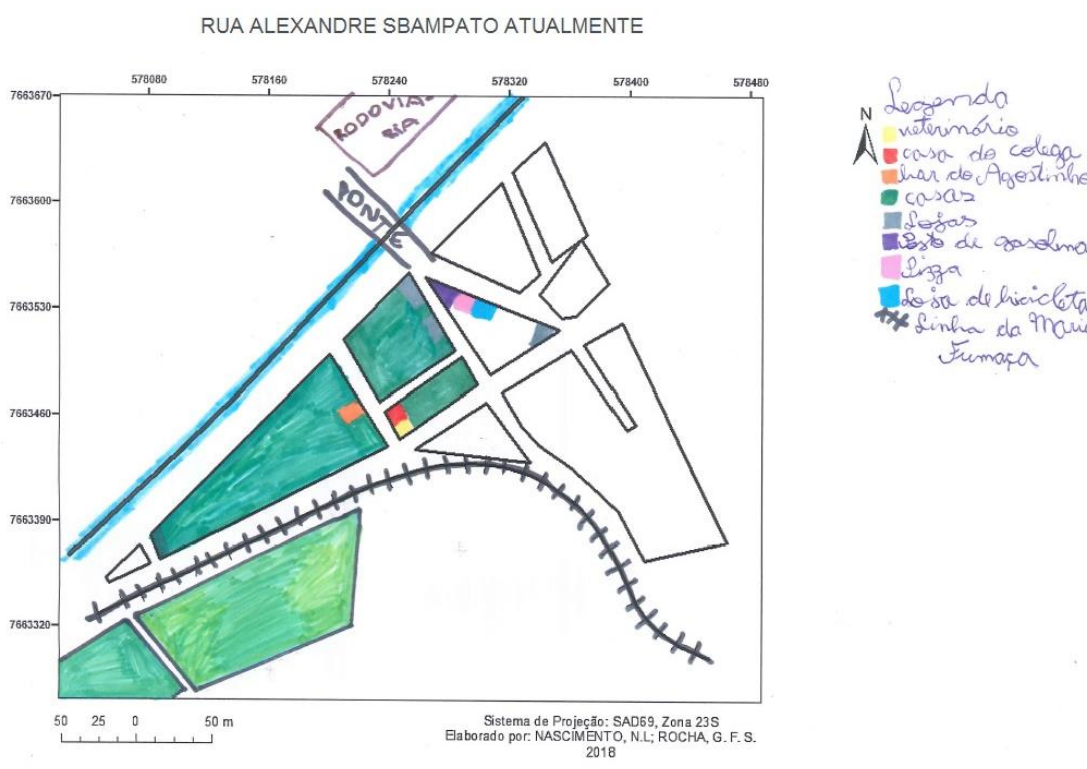 RUA ALEXANDRE SBAMPATO ATUALMENTE
578080 578160 578240 578320 578400 578480
7663670
7663600
7663530
7663460
7663390
7663320
RODOVIÁ-
RIA
PONTE
N
Legenda
veterinário
casa do colega
bar do Agostinho
casas
Lojas
Posto de gasolina
Pizza
Loja de bicicleta
Linha da Maria
Fumaça
50 25 0 50 m
Sistema de Projeção: SAD69, Zona 23S
Elaborado por: NASCIMENTO, N.L; ROCHA, G. F. S.
2018